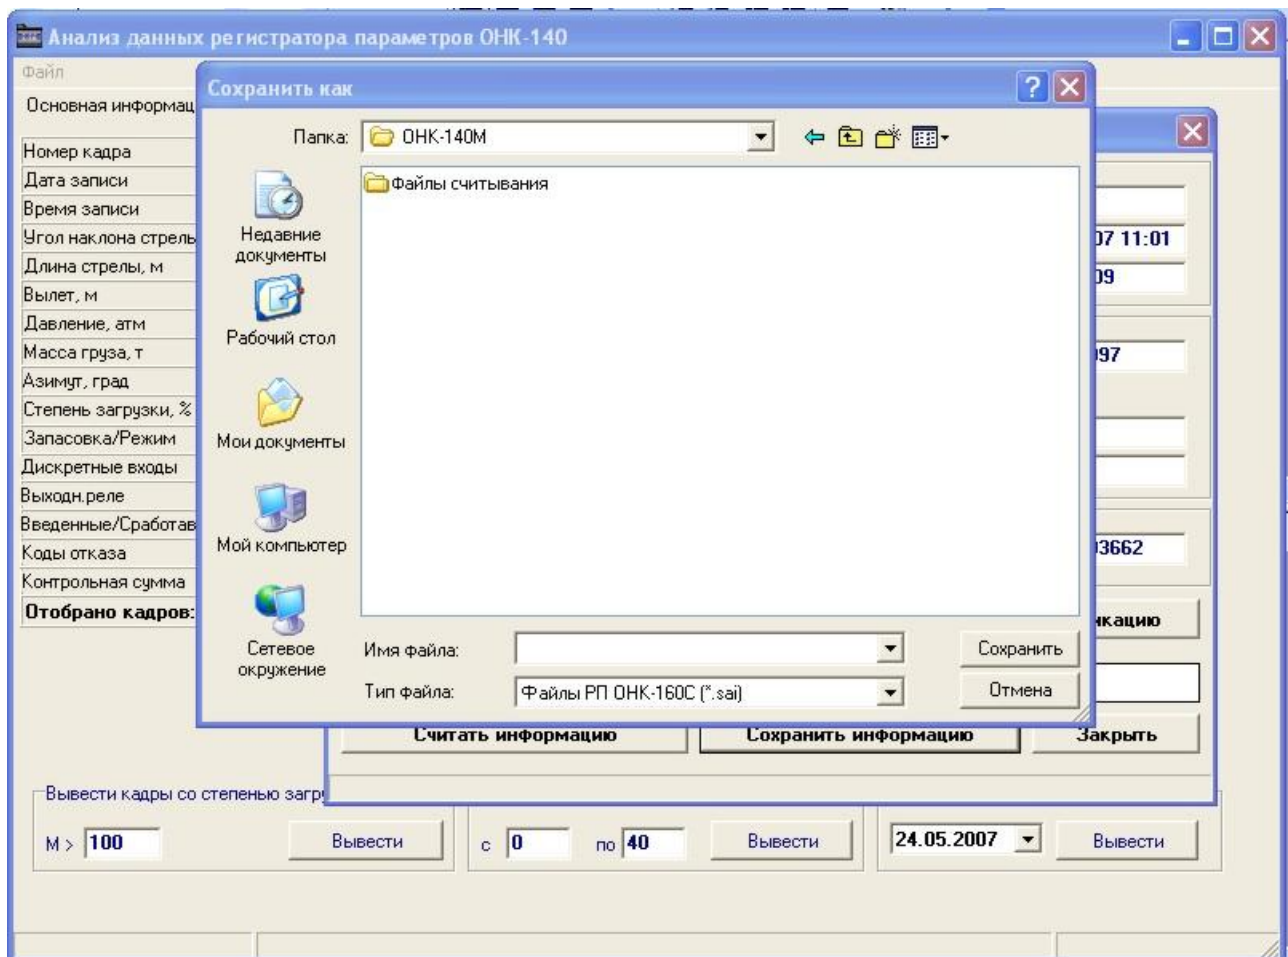 Анализ данных регистратора параметров ОНК-140
Файл
Основная информац
Номер кадра
Дата записи
Время записи
Угол наклона стрелы
Длина стрелы, м
Вылет, м
Давление, атм
Масса груза, т
Азимут, град
Степень загрузки, %
Запасовка/Режим
Дискретные входы
Выходн.реле
Введенные/Сработав
Коды отказа
Контрольная сумма
Отобрано кадров:
Сохранить как
Папка:
ОНК-140М
Файлы считывания
Недавние документы
Рабочий стол
Мои документы
Мой компьютер
Сетевое окружение
Имя файла:
Сохранить
Тип файла:
Файлы РП ОНК-160С (*.sai)
Отмена
07 11:01
09
097
03662
икацию
Считать информацию
Сохранить информацию
Закрыть
Вывести кадры со степенью загр
М > 100
Вывести
с 0 по 40
Вывести
24.05.2007
Вывести